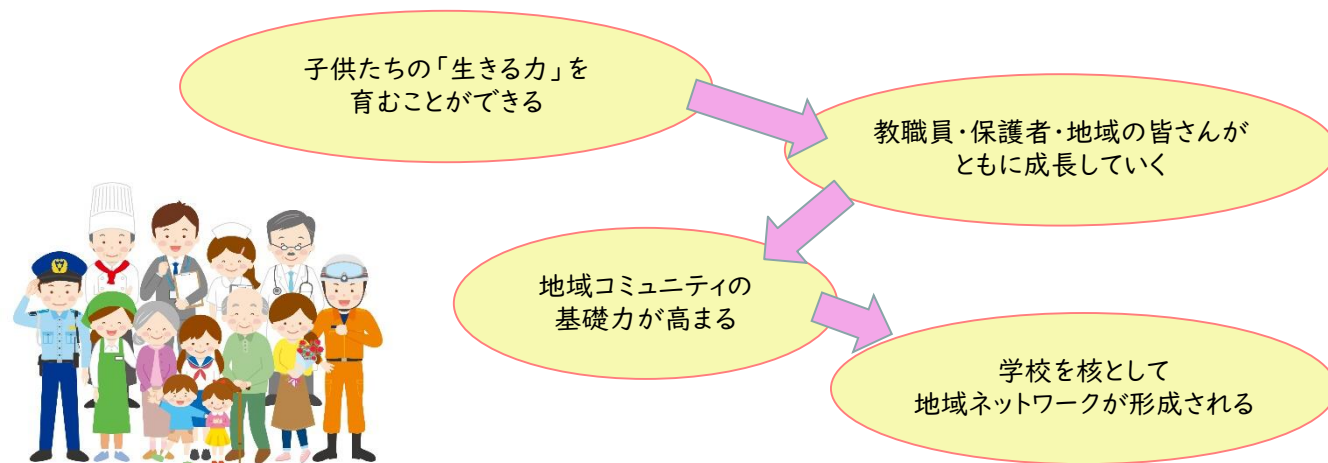 子供たちの「生きる力」を
育むことができる
教職員・保護者・地域の皆さんが
ともに成長していく
地域コミュニティの
基礎力が高まる
学校を核として
地域ネットワークが形成される